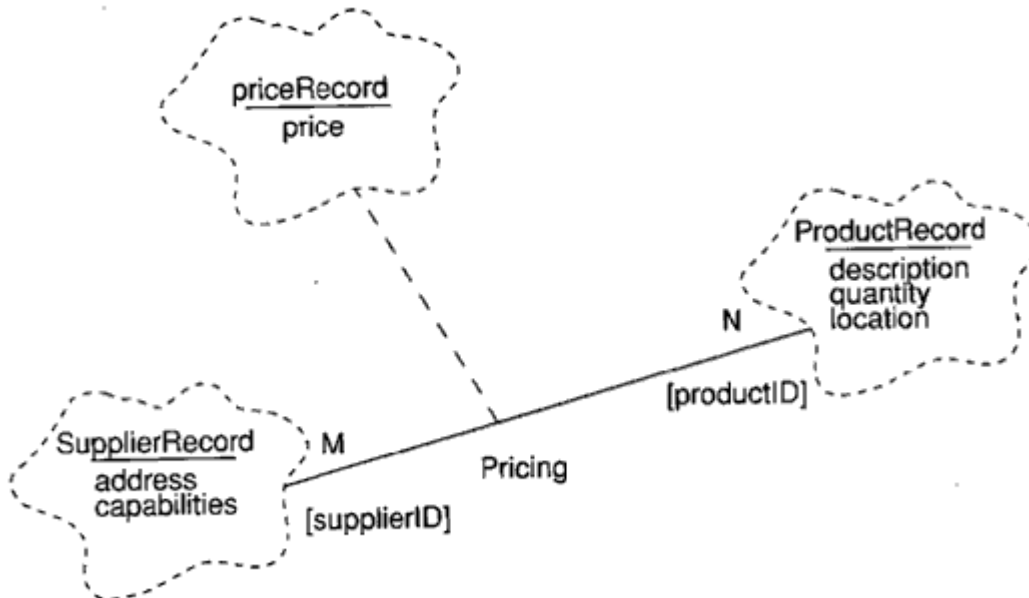 priceRecord
price
ProductRecord
description
quantity
location
N
[productID]
SupplierRecord
address
capabilities
M
Pricing
[supplierID]